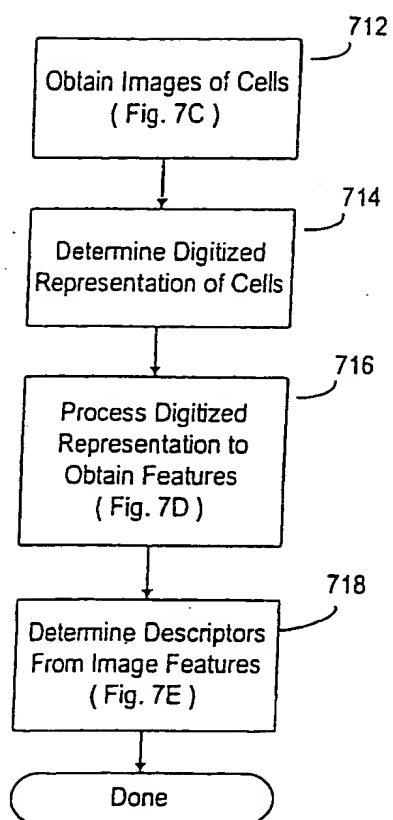 712
Obtain Images of Cells
( Fig. 7C )
714
Determine Digitized
Representation of Cells
716
Process Digitized
Representation to
Obtain Features
( Fig. 7D )
718
Determine Descriptors
From Image Features
( Fig. 7E )
Done